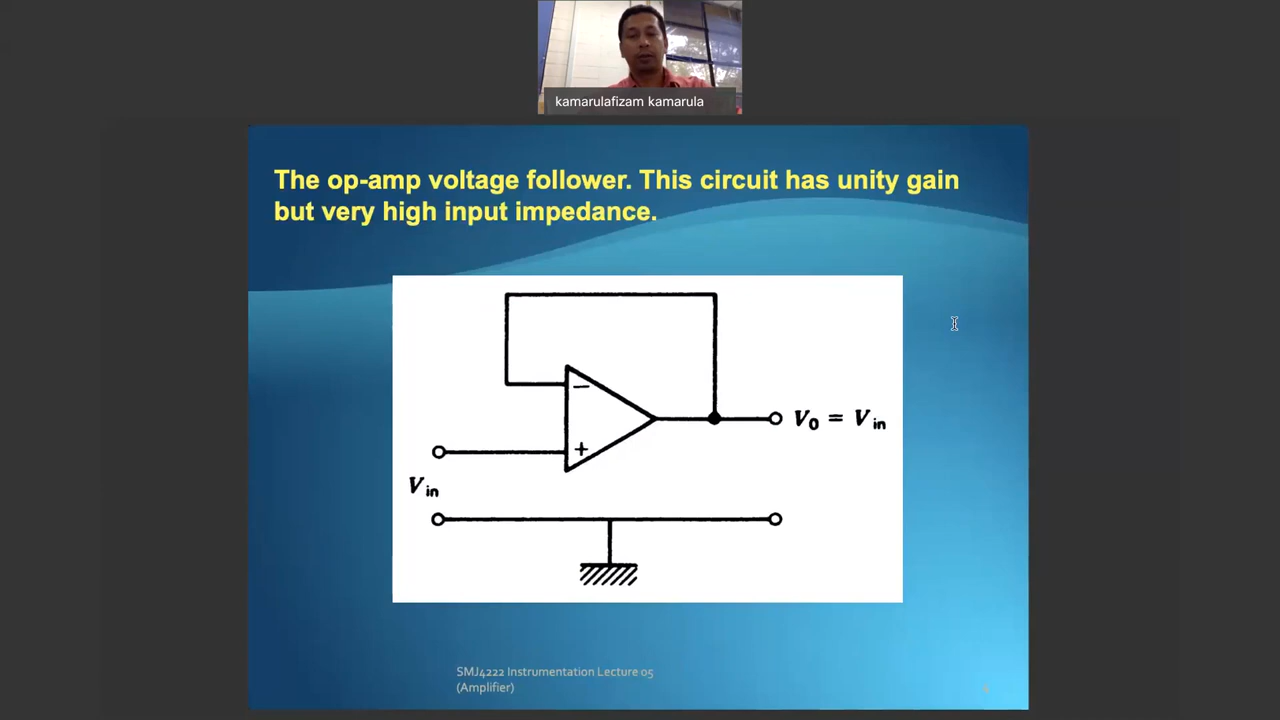 kamarulafizam kamarula
The op-amp voltage follower. This circuit has unity gain
but very high input impedance.
−
+
V0 = Vin
Vin
SMJ4222 Instrumentation Lecture 05
(Amplifier)